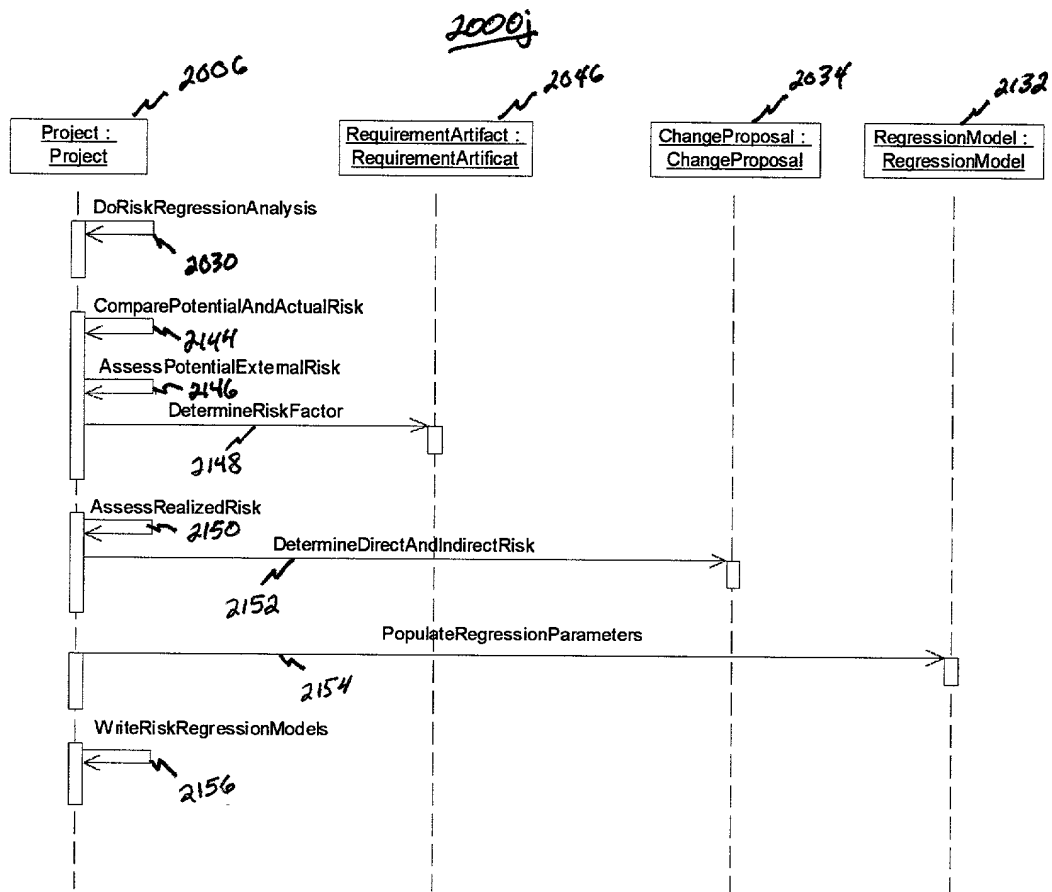 2000j
2006
2046
2034
2132
Project :
Project
RequirementArtifact :
RequirementArtificat
ChangeProposal :
ChangeProposal
RegressionModel :
RegressionModel
DoRiskRegressionAnalysis
2030
ComparePotentialAndActualRisk
2144
AssessPotentialExternalRisk
2146
DetermineRiskFactor
2148
AssessRealizedRisk
2150
DetermineDirectAndIndirectRisk
2152
PopulateRegressionParameters
2154
WriteRiskRegressionModels
2156